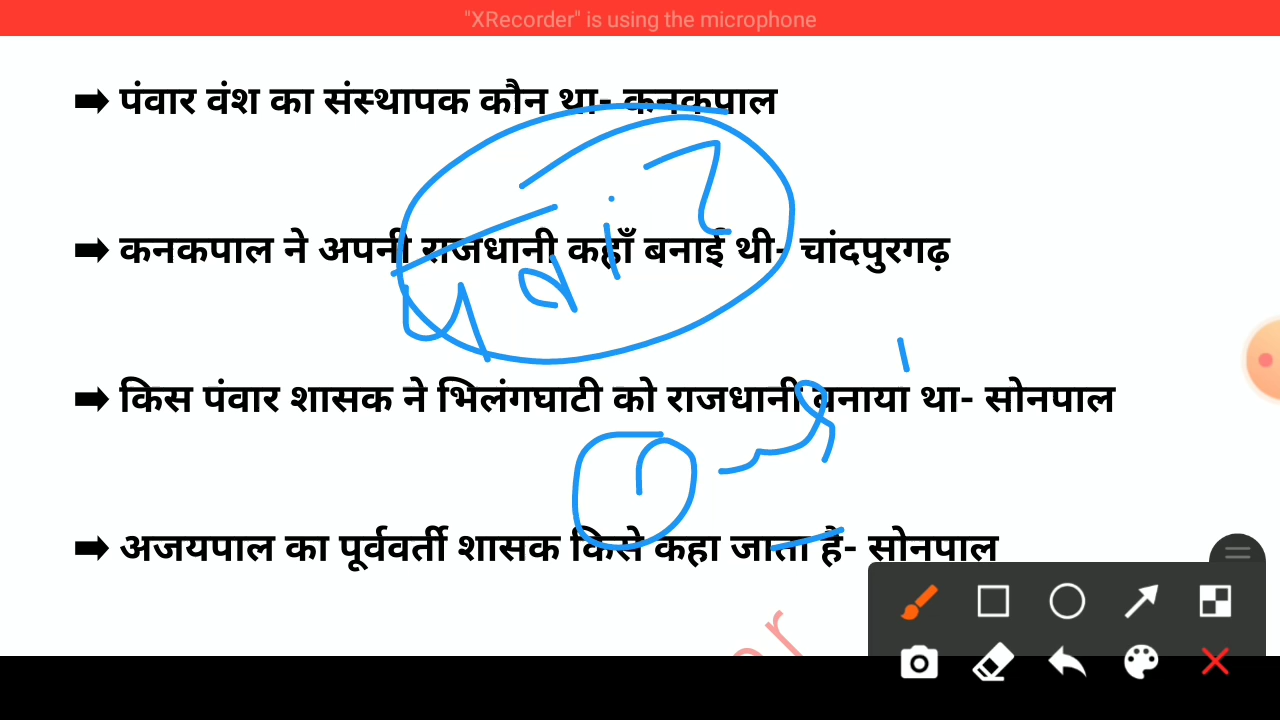 "XRecorder" is using the microphone
➡ पंवार वंश का संस्थापक कौन था- कनकपाल
➡ कनकपाल ने अपनी राजधानी कहाँ बनाई थी- चांदपुरगढ़
➡ किस पंवार शासक ने भिलंगघाटी को राजधानी बनाया था- सोनपाल
➡ अजयपाल का पूर्ववर्ती शासक किसे कहा जाता है- सोनपाल